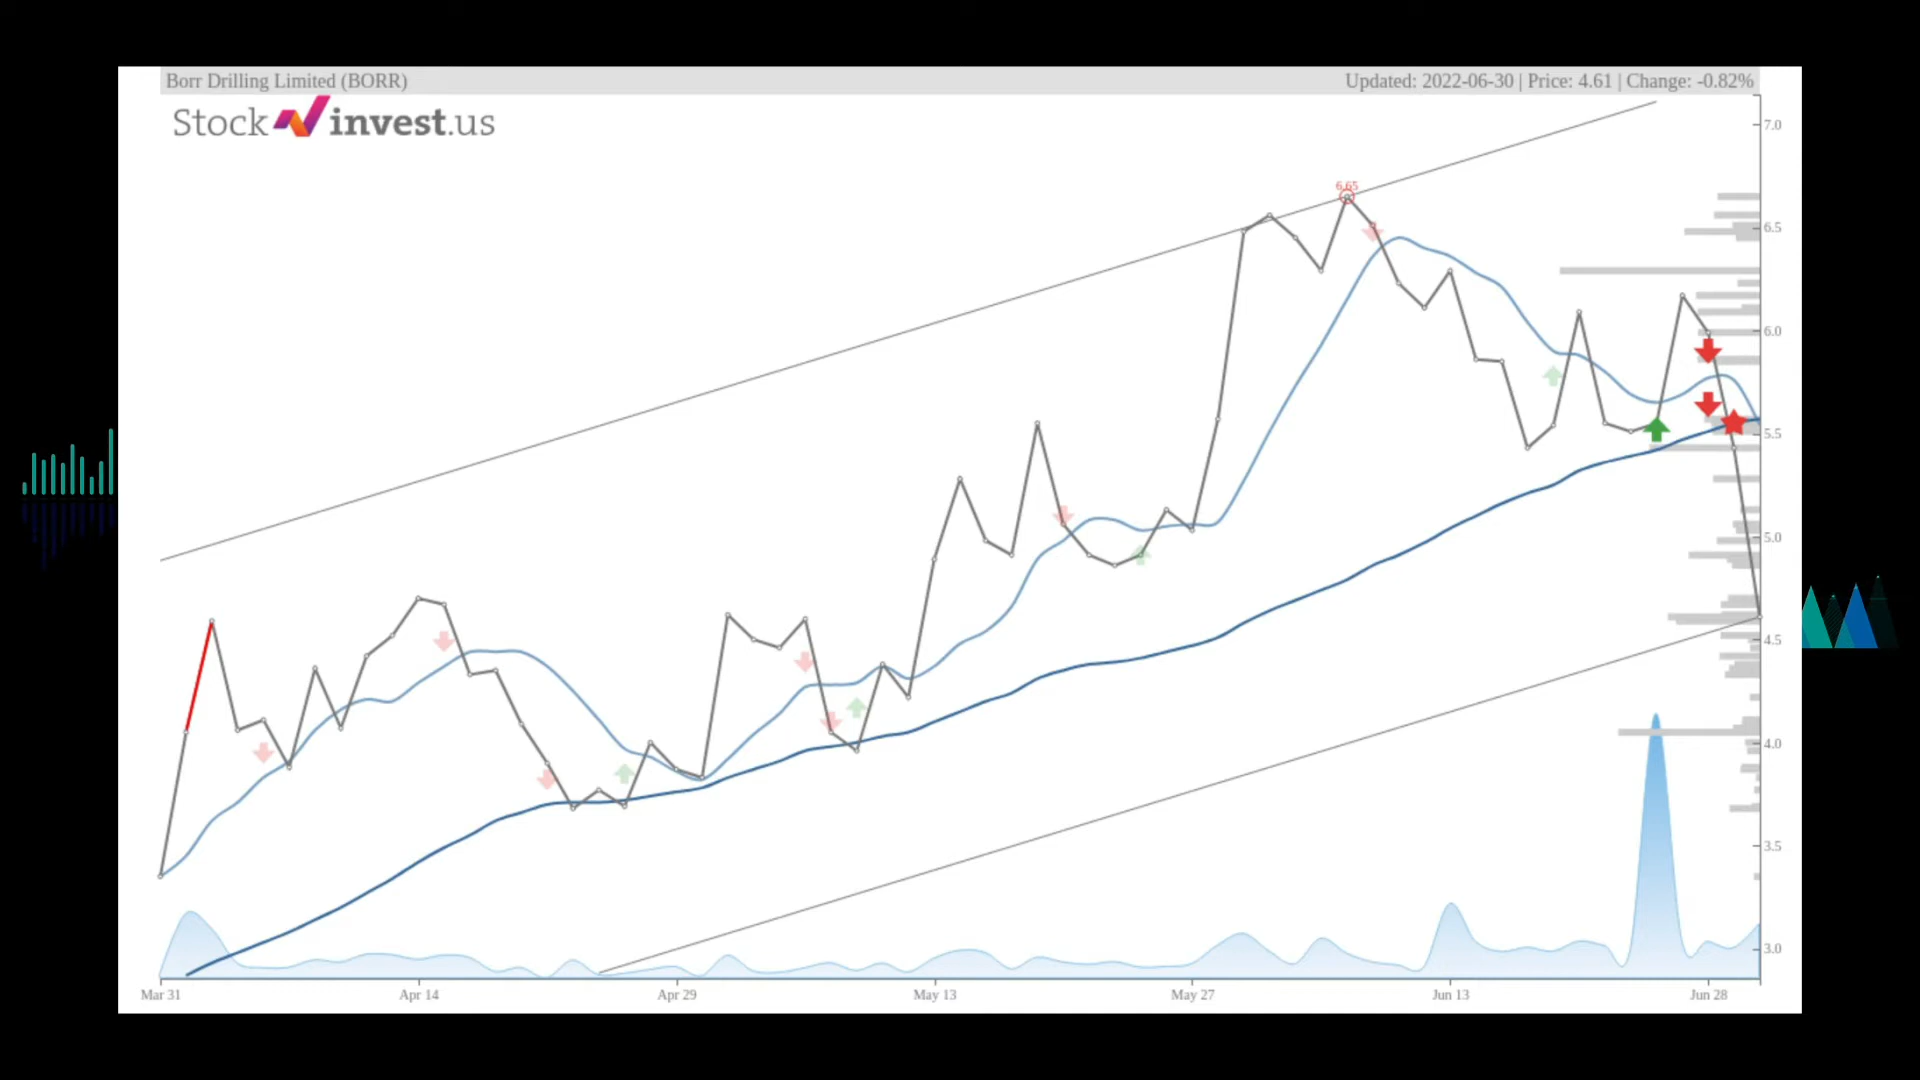 Borr Drilling Limited (BORR)
Updated: 2022-06-30 | Price: 4.61 | Change: -0.82%
Stock invest.us
6.65
7.0
6.5
6.0
5.5
5.0
4.5
4.0
3.5
3.0
Mar 31
Apr 14
Apr 29
May 13
May 27
Jun 13
Jun 28